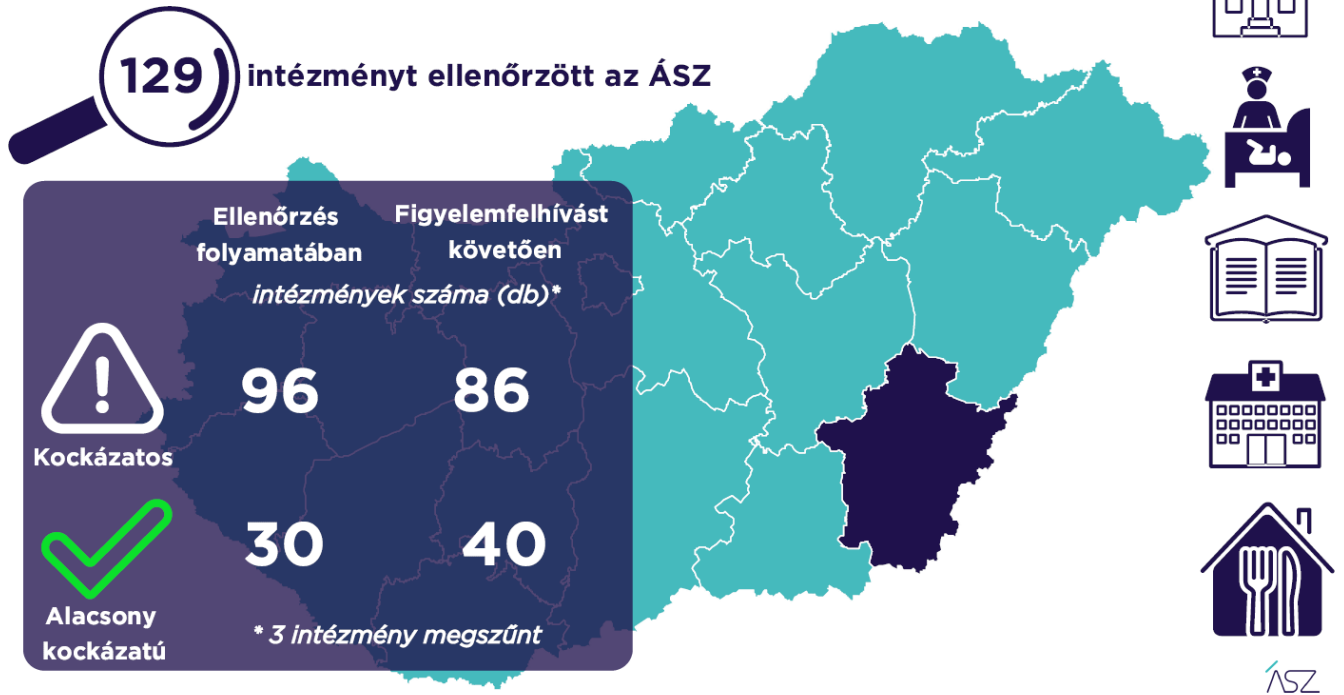 129 intézményt ellenőrzött az ÁSZ
Ellenőrzés folyamatában
Figyelemfelhívást követően
intézmények száma (db)*
96 86
Kockázatos
30 40
Alacsony kockázatú
* 3 intézmény megszűnt
ÁSZ